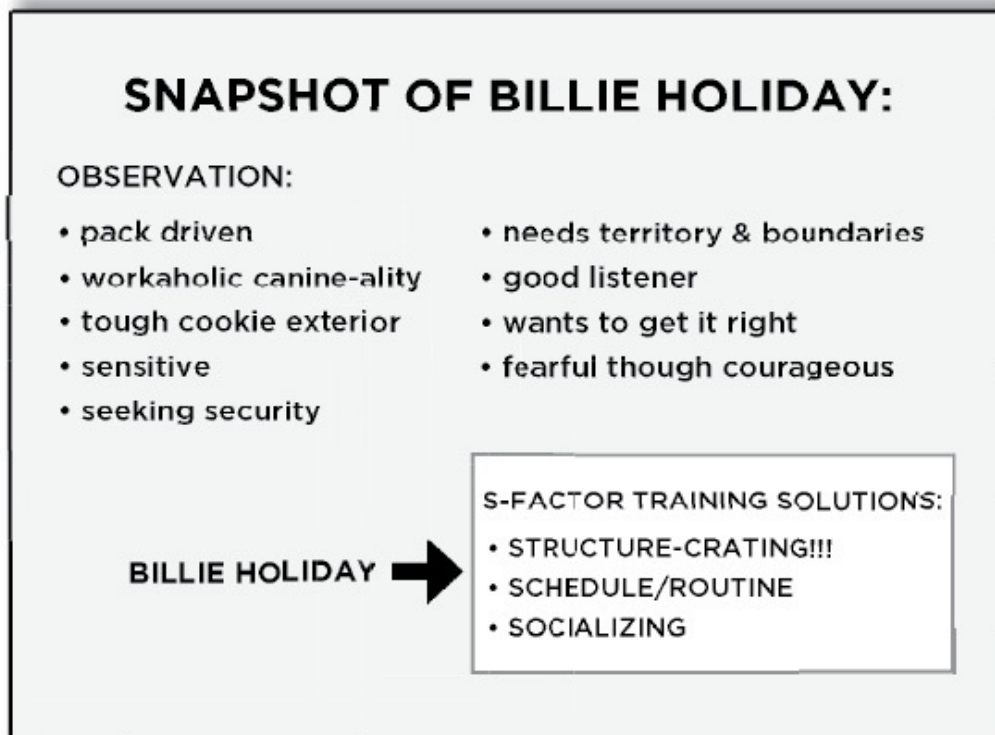 SNAPSHOT OF BILLIE HOLIDAY:
OBSERVATION:
• pack driven
• workaholic canine-ality
• tough cookie exterior
• sensitive
• seeking security
• needs territory & boundaries
• good listener
• wants to get it right
• fearful though courageous
BILLIE HOLIDAY
S-FACTOR TRAINING SOLUTIONS:
• STRUCTURE-CRATING!!!
• SCHEDULE/ROUTINE
• SOCIALIZING